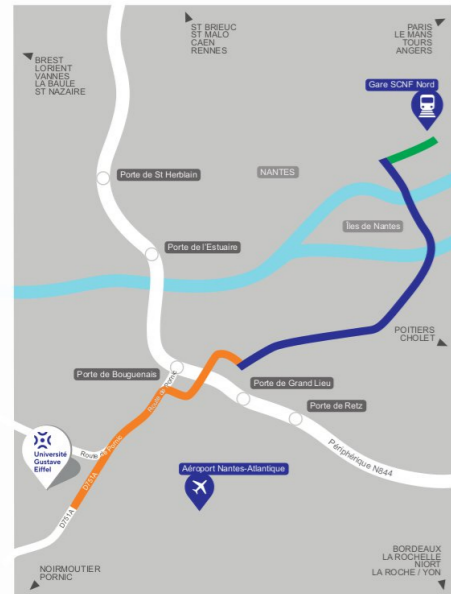 ST BRIEUC
ST MALO
CAEN
RENNES
PARIS
LE MANS
TOURS
ANGERS
BREST
LORIENT
VANNES
LA BAULE
ST NAZAIRE
Gare SCNF Nord
NANTES
Porte de St Herblain
Îles de Nantes
Porte de l'Estuaire
POITIERS
CHOLET
Porte de Bouguenais
Route de Pornic
Porte de Grand Lieu
Porte de Retz
Périphérique N844
Route de Pornic
Université
Gustave
Eiffel
D751A
Aéroport Nantes-Atlantique
D751A
NOIRMOUTIER
PORNIC
BORDEAUX
LA ROCHELLE
NIORT
LA ROCHE / YON